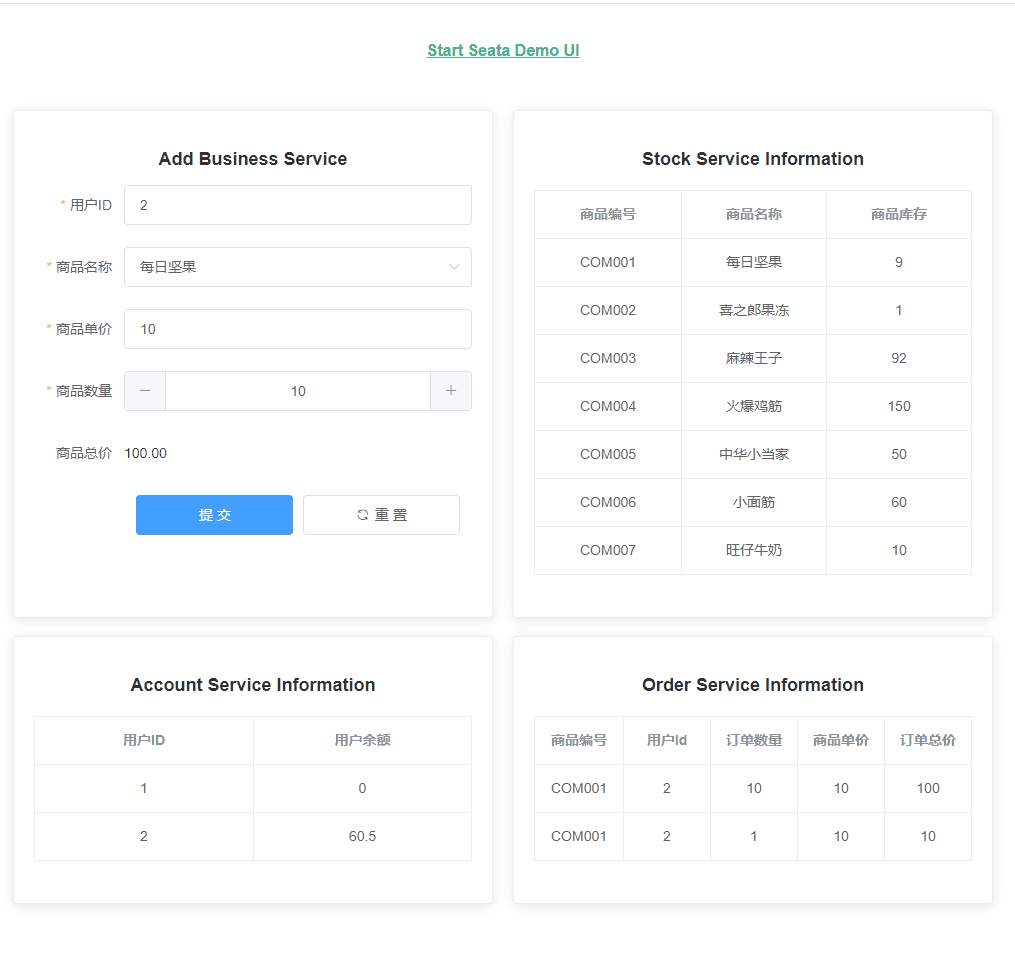 Start Seata Demo UI
Add Business Service
* 用户ID 2
* 商品名称 每日坚果
* 商品单价 10
* 商品数量 − 10 +
商品总价 100.00
提 交 重 置
Stock Service Information
商品编号 商品名称 商品库存
COM001 每日坚果 9
COM002 喜之郎果冻 1
COM003 麻辣王子 92
COM004 火爆鸡筋 150
COM005 中华小当家 50
COM006 小面筋 60
COM007 旺仔牛奶 10
Account Service Information
用户ID 用户余额
1 0
2 60.5
Order Service Information
商品编号 用户Id 订单数量 商品单价 订单总价
COM001 2 10 10 100
COM001 2 1 10 10